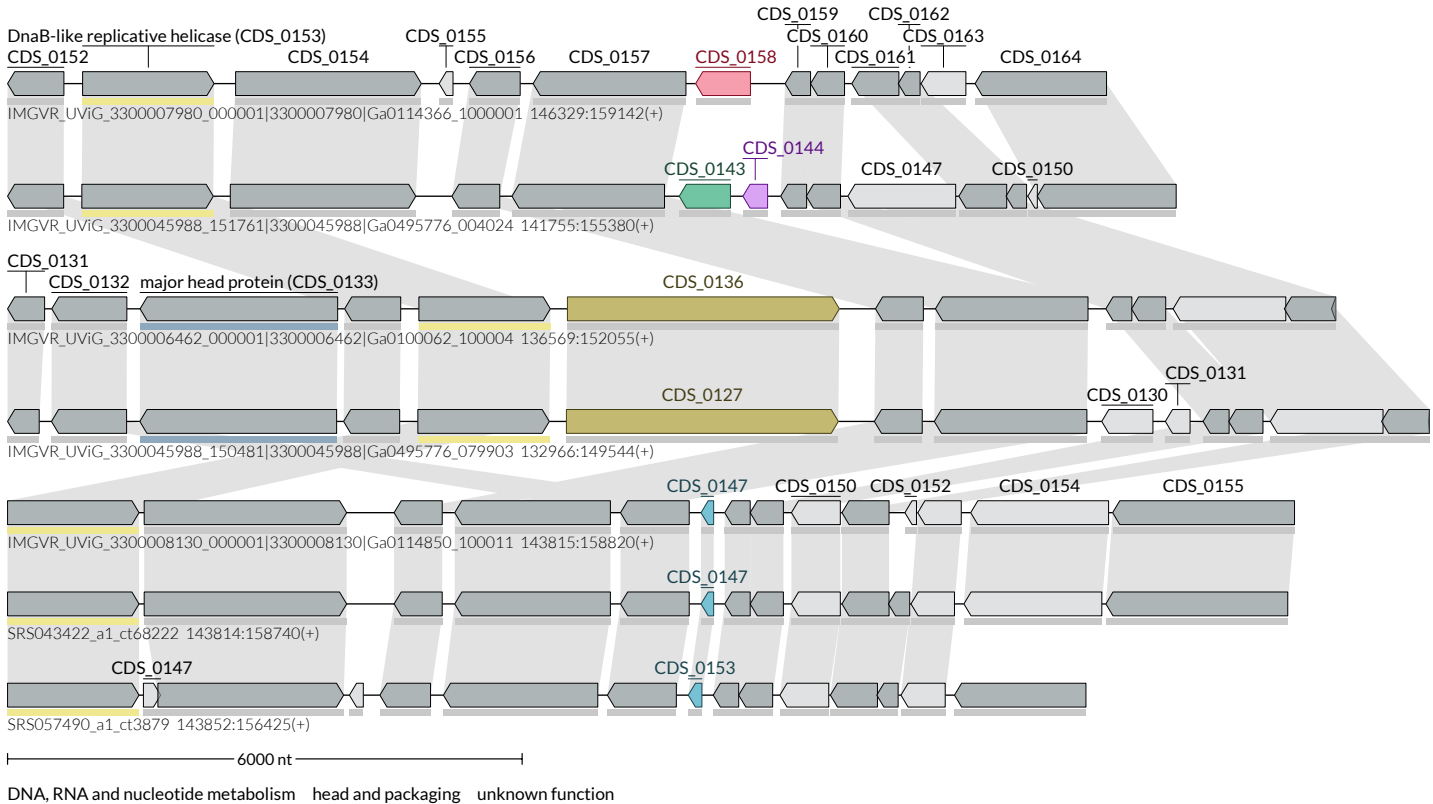 CDS_0159 CDS_0162
DnaB-like replicative helicase (CDS_0153) CDS_0155 CDS_0160 CDS_0163
CDS_0152 CDS_0154 CDS_0156 CDS_0157 CDS_0158 CDS_0161 CDS_0164
IMGVR_UViG_3300007980_000001|3300007980|Ga0114366_1000001 146329:159142(+)
CDS_0144
CDS_0143 CDS_0147 CDS_0150
IMGVR_UViG_3300045988_151761|3300045988|Ga0495776_004024 141755:155380(+)
CDS_0131
CDS_0132 major head protein (CDS_0133) CDS_0136
IMGVR_UViG_3300006462_000001|3300006462|Ga0100062_100004 136569:152055(+)
CDS_0131
CDS_0127 CDS_0130
IMGVR_UViG_3300045988_150481|3300045988|Ga0495776_079903 132966:149544(+)
CDS_0147 CDS_0150 CDS_0152 CDS_0154 CDS_0155
IMGVR_UViG_3300008130_000001|3300008130|Ga0114850_100011 143815:158820(+)
CDS_0147
SRS043422_a1_ct68222 143814:158740(+)
CDS_0147 CDS_0153
SRS057490_a1_ct3879 143852:156425(+)
6000 nt
DNA, RNA and nucleotide metabolism head and packaging unknown function